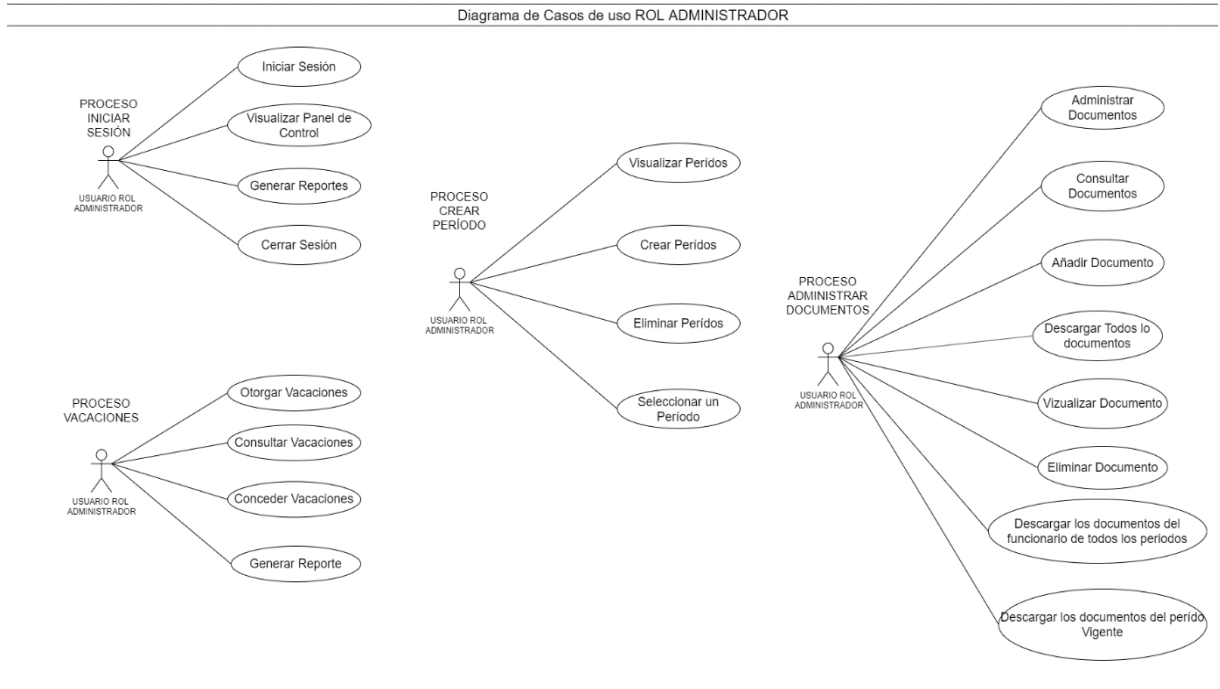 Diagrama de Casos de uso ROL ADMINISTRADOR
PROCESO
INICIAR
SESIÓN
USUARIO ROL
ADMINISTRADOR
Iniciar Sesión
Visualizar Panel de
Control
Generar Reportes
Cerrar Sesión
PROCESO
VACACIONES
USUARIO ROL
ADMINISTRADOR
Otorgar Vacaciones
Consultar Vacaciones
Conceder Vacaciones
Generar Reporte
PROCESO
CREAR
PERÍODO
USUARIO ROL
ADMINISTRADOR
Visualizar Perídos
Crear Perídos
Eliminar Perídos
Seleccionar un
Período
PROCESO
ADMINISTRAR
DOCUMENTOS
USUARIO ROL
ADMINISTRADOR
Administrar
Documentos
Consultar
Documentos
Añadir Documento
Descargar Todos lo
documentos
Vizualizar Documento
Eliminar Documento
Descargar los documentos del
funcionario de todos los periodos
Descargar los documentos del perído
Vigente